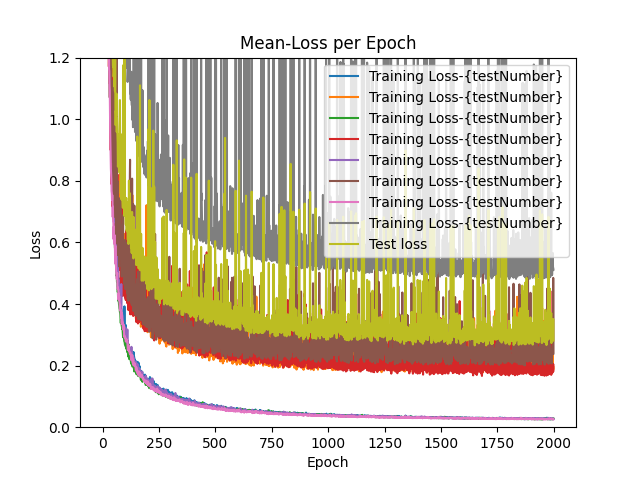 Mean-Loss per Epoch
1.2
1.0
0.8
0.6
0.4
0.2
0.0
Loss
Training Loss-{testNumber}
Training Loss-{testNumber}
Training Loss-{testNumber}
Training Loss-{testNumber}
Training Loss-{testNumber}
Training Loss-{testNumber}
Training Loss-{testNumber}
Training Loss-{testNumber}
Test loss
0 250 500 750 1000 1250 1500 1750 2000
Epoch